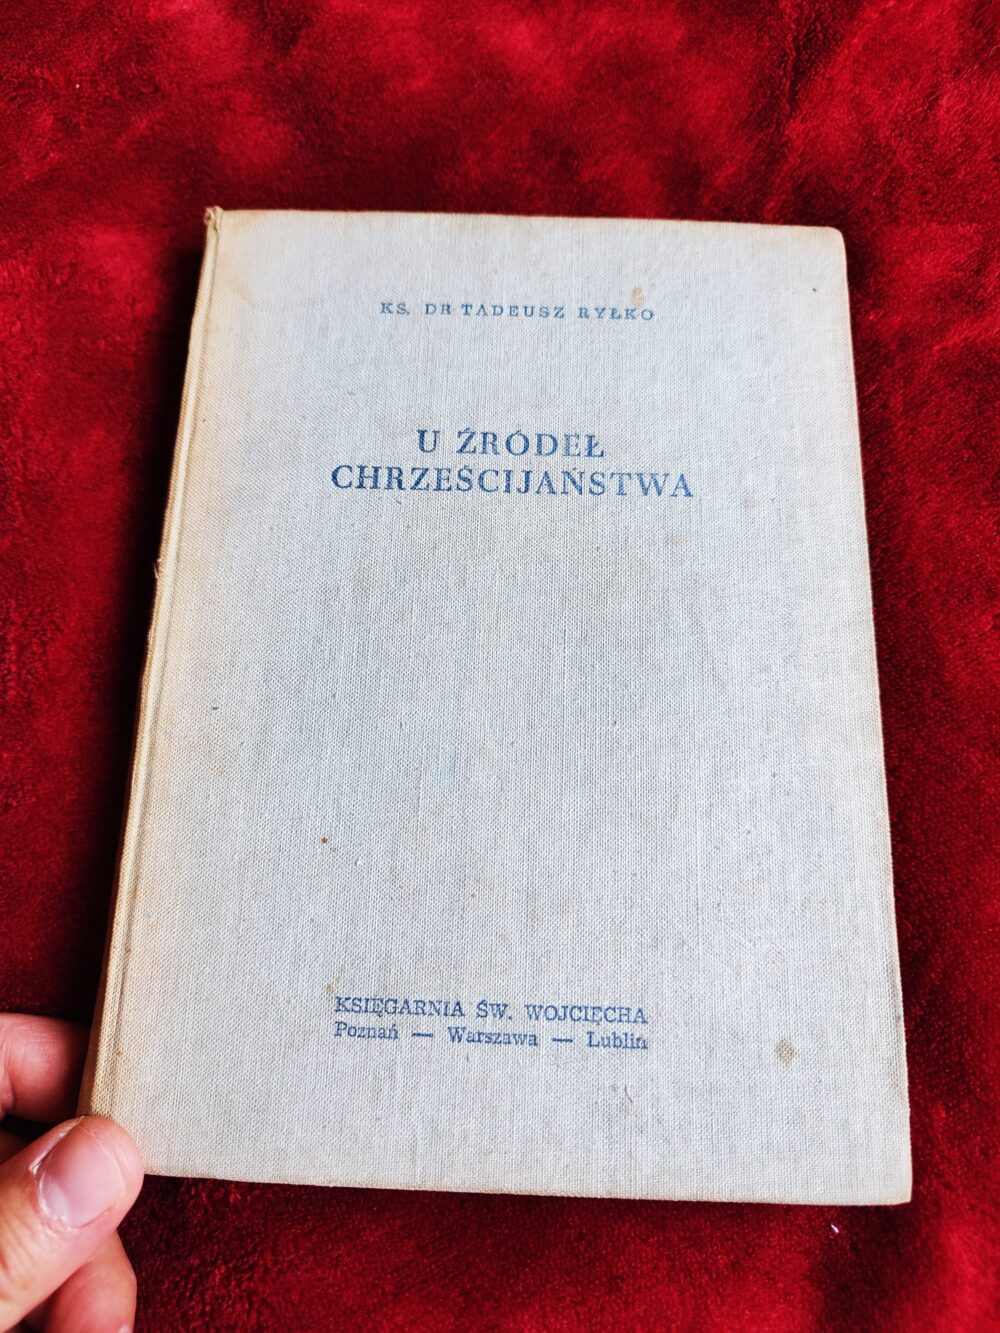 KS. DR TADEUSZ RYŁKO
U ŹRÓDEŁ
CHRZEŚCIJAŃSTWA
KSIĘGARNIA ŚW. WOJCIECHA
Poznań — Warszawa — Lublin